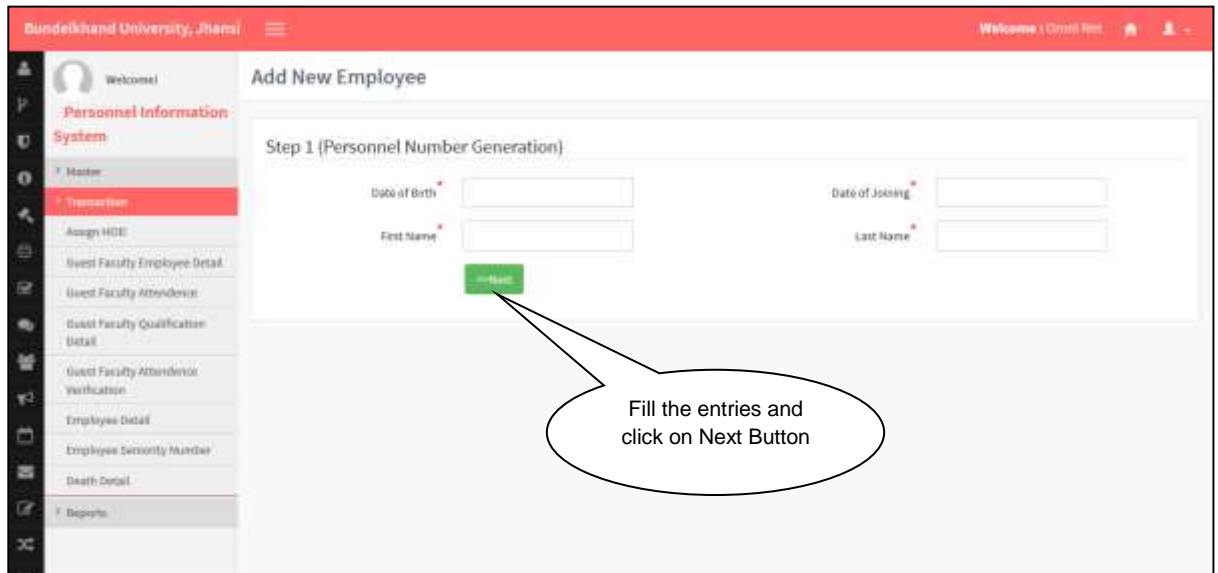 Bundelkhand University, Jhansi
Welcome : Omni Net
Welcome!
Personnel Information
System
Master
Transaction
Assign HOD
Guest Faculty Employee Detail
Guest Faculty Attendence
Guest Faculty Qualification
Detail
Guest Faculty Attendence
Verification
Employee Detail
Employee Seniority Number
Death Detail
Reports
Add New Employee
Step 1 (Personnel Number Generation)
Date of Birth*
Date of Joining*
First Name*
Last Name*
Next
Fill the entries and
click on Next Button